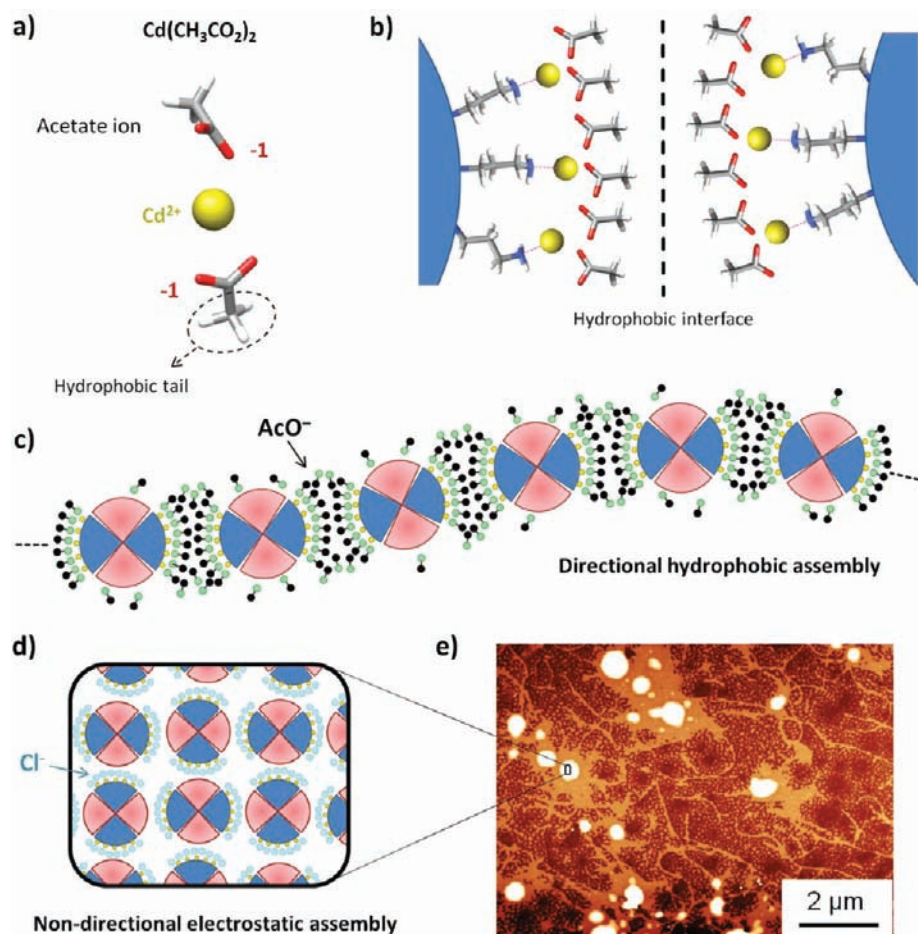 a)
Cd(CH₃CO₂)₂
Acetate ion
-1
Cd²⁺
-1
Hydrophobic tail
b)
Hydrophobic interface
c)
AcO⁻
Directional hydrophobic assembly
d)
Cl⁻
Non-directional electrostatic assembly
e)
2 µm